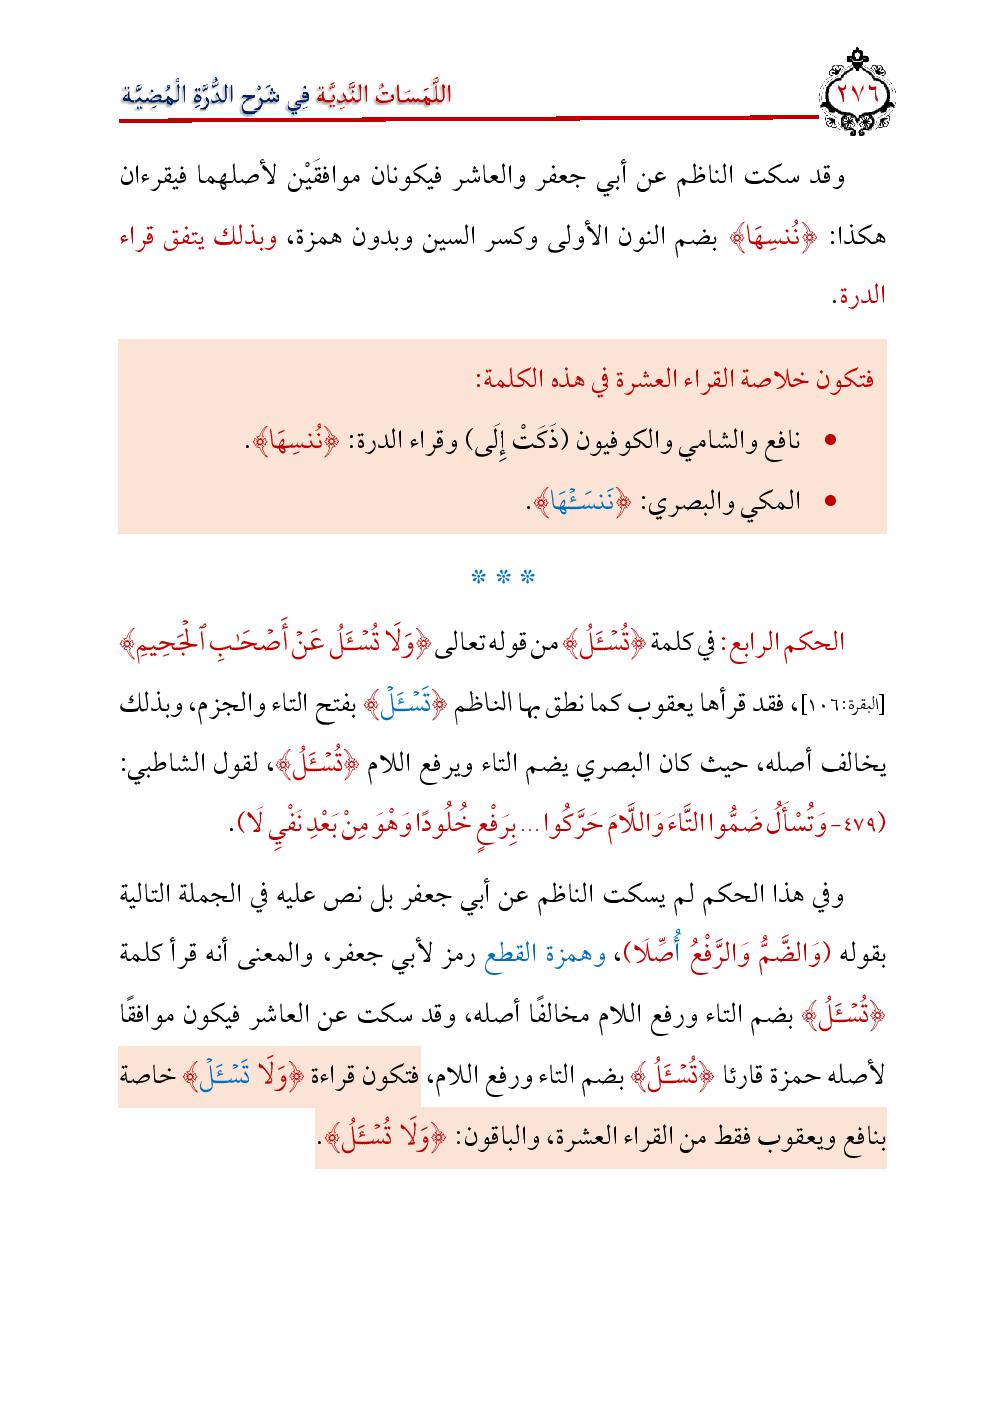 ٢٧٦
اللَّمَسَاتُ النَّدِيَّة فِي شَرْح الدُّرَّةِ الْمُضِيَّة
وقد سكت الناظم عن أبي جعفر والعاشر فيكونان موافقَيْن لأصلهما فيقرءان
هكذا: ﴿نُنسِهَا﴾ بضم النون الأولى وكسر السين وبدون همزة، وبذلك يتفق قراء
الدرة.
فتكون خلاصة القراء العشرة في هذه الكلمة:
• نافع والشامي والكوفيون (ذَكَتْ إِلَى) وقراء الدرة: ﴿نُنسِهَا﴾.
• المكي والبصري: ﴿نَنسَـۡٔهَا﴾.
* * *
الحكم الرابع: في كلمة ﴿تُسۡـَٔلُ﴾ من قوله تعالى ﴿وَلَا تُسۡـَٔلُ عَنۡ أَصۡحَـٰبِ ٱلۡجَحِيمِ﴾
[البقرة:١٠٦]، فقد قرأها يعقوب كما نطق بها الناظم ﴿تَسۡـَٔلۡ﴾ بفتح التاء والجزم، وبذلك
يخالف أصله، حيث كان البصري يضم التاء ويرفع اللام ﴿تُسۡـَٔلُ﴾، لقول الشاطبي:
(٤٧٩- وَتُسْأَلُ ضَمُّوا التَّاءَ وَاللَّامَ حَرَّكُوا ... بِرَفْعٍ خُلُودًا وَهْوَ مِنْ بَعْدِ نَفْيِ لَا).
وفي هذا الحكم لم يسكت الناظم عن أبي جعفر بل نص عليه في الجملة التالية
بقوله (وَالضَّمُّ وَالرَّفْعُ أُصِّلَا)، وهمزة القطع رمز لأبي جعفر، والمعنى أنه قرأ كلمة
﴿تُسۡـَٔلُ﴾ بضم التاء ورفع اللام مخالفًا أصله، وقد سكت عن العاشر فيكون موافقًا
لأصله حمزة قارئا ﴿تُسۡـَٔلُ﴾ بضم التاء ورفع اللام، فتكون قراءة ﴿وَلَا تَسۡـَٔلۡ﴾ خاصة
بنافع ويعقوب فقط من القراء العشرة، والباقون: ﴿وَلَا تُسۡـَٔلُ﴾.